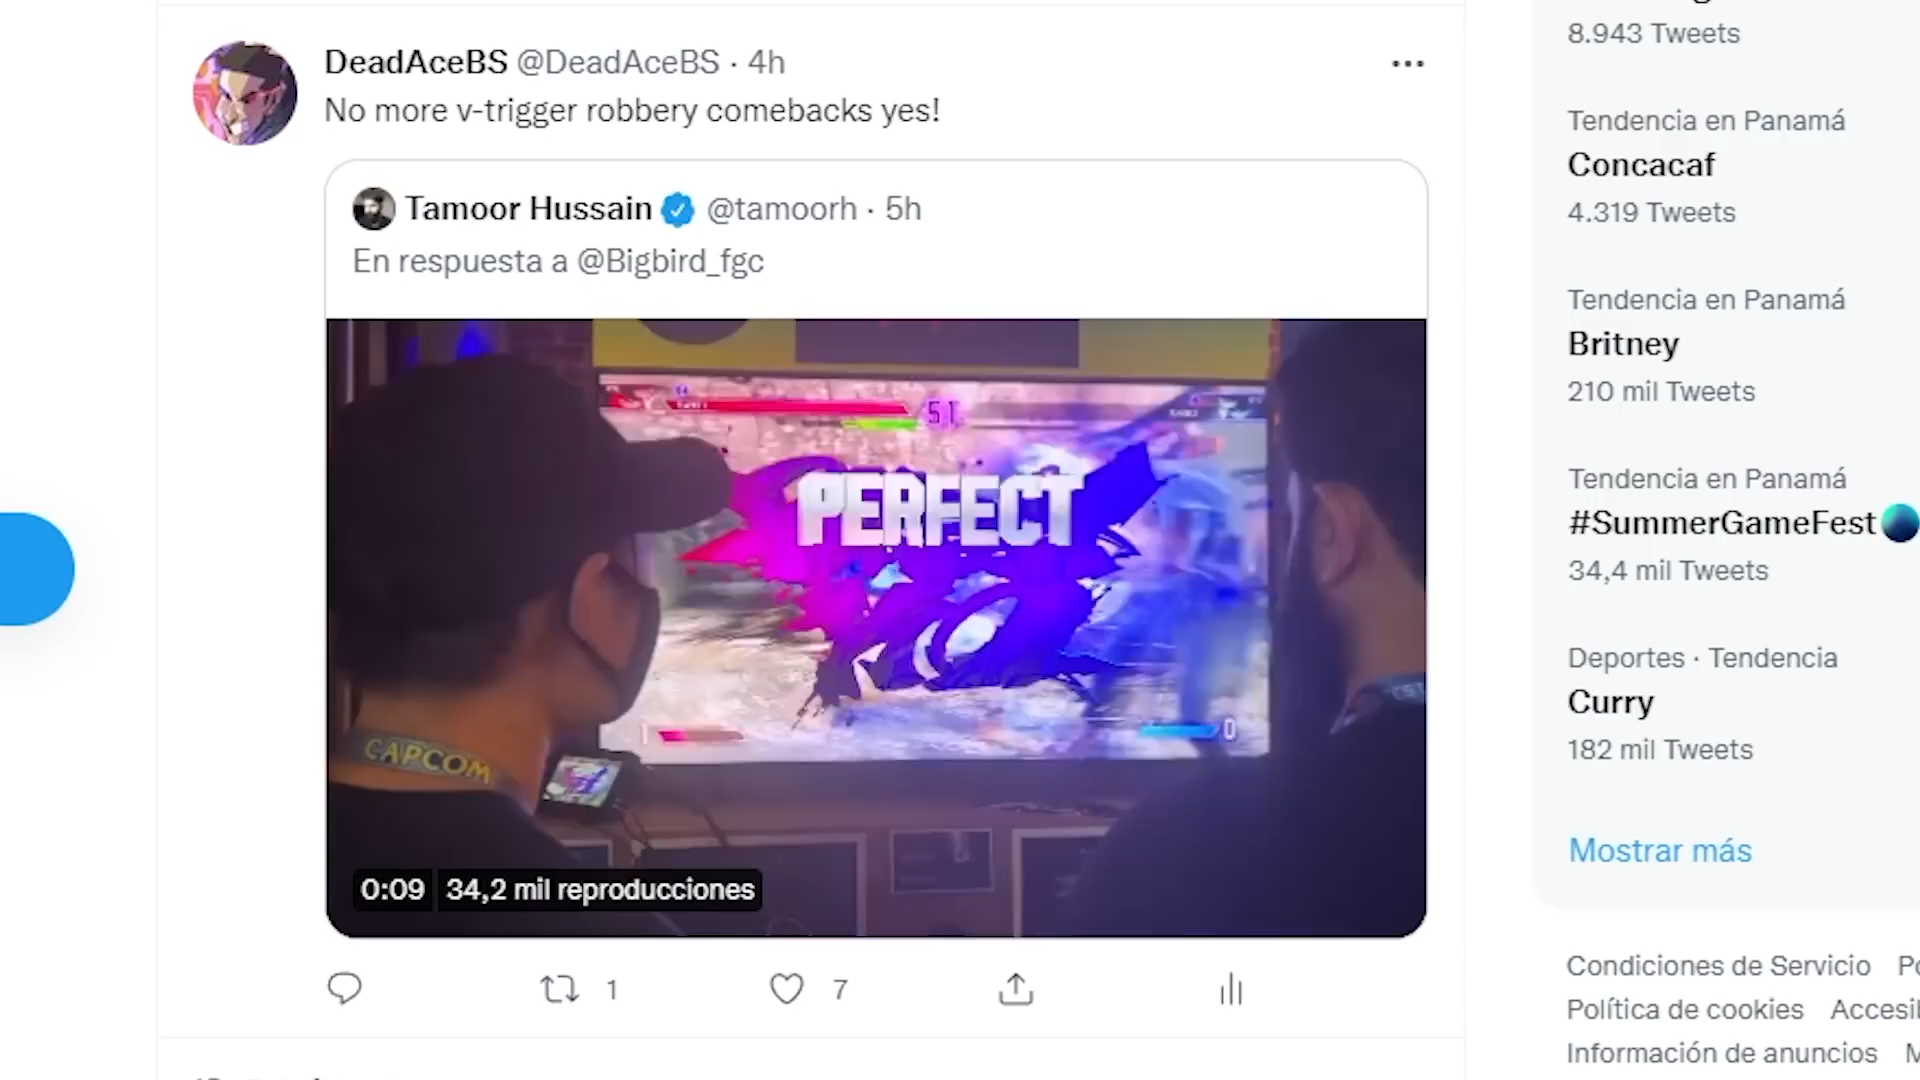 DeadAceBS @DeadAceBS · 4h
No more v-trigger robbery comebacks yes!
Tamoor Hussain @tamoorh · 5h
En respuesta a @Bigbird_fgc
51
PERFECT
0
CAPCOM
0:09 34,2 mil reproducciones
1 7
8.943 Tweets
Tendencia en Panamá
Concacaf
4.319 Tweets
Tendencia en Panamá
Britney
210 mil Tweets
Tendencia en Panamá
#SummerGameFest
34,4 mil Tweets
Deportes · Tendencia
Curry
182 mil Tweets
Mostrar más
Condiciones de Servicio
Política de cookies
Información de anuncios